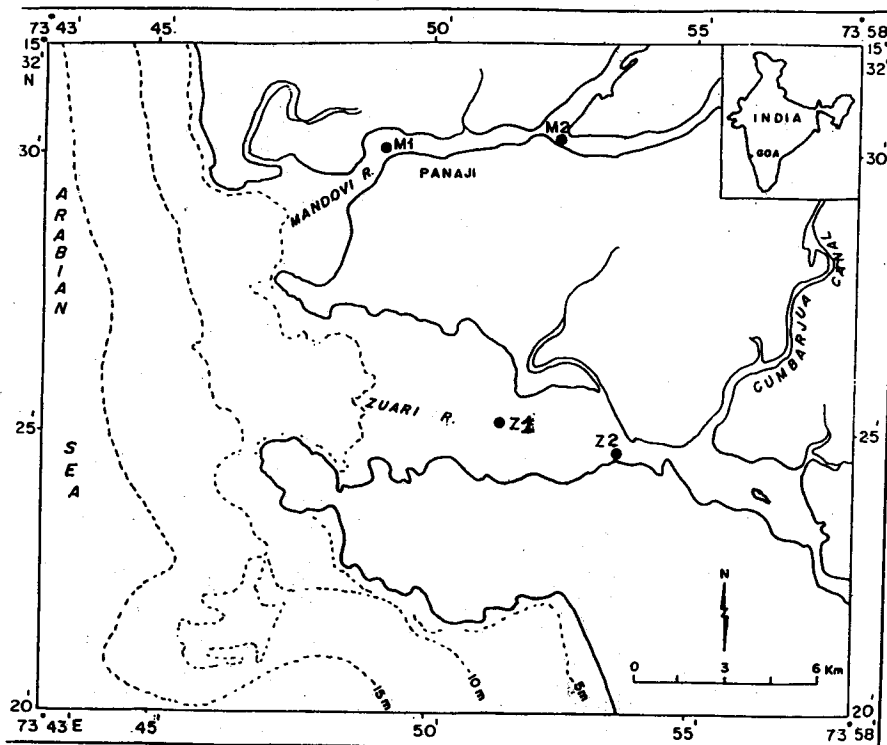 73° 43' 45' 50' 55' 73° 58'
15° 32' N
15° 32'
INDIA
GOA
30'
30'
M1
M2
PANAJI
MANDOVI R.
ARABIAN SEA
CUMBARJUA CANAL
ZUARI R.
Z1
Z2
25'
25'
N
0 3 6 Km
15m
10m
5m
20'
20'
73° 43' E 45' 50' 55' 73° 58'